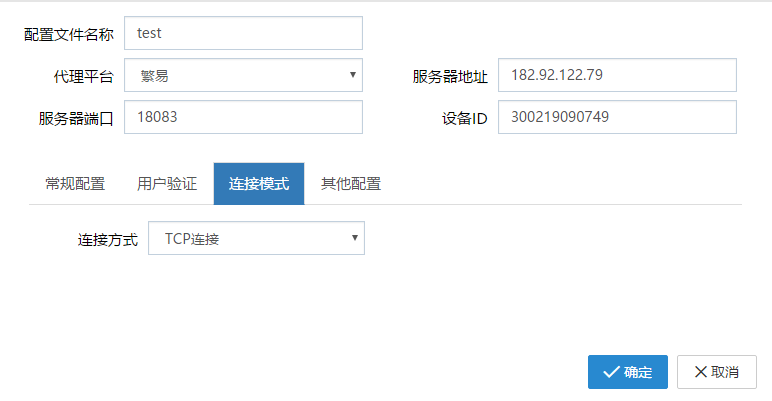 配置文件名称 test
代理平台 繁易 服务器地址 182.92.122.79
服务器端口 18083 设备ID 300219090749
常规配置 用户验证 连接模式 其他配置
连接方式 TCP连接
确定 取消